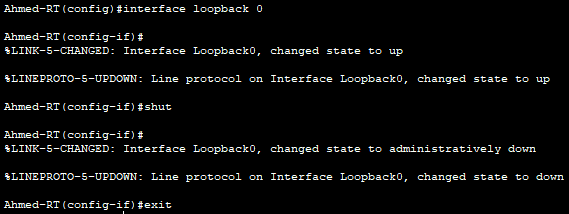 Ahmed-RT(config)#interface loopback 0
Ahmed-RT(config-if)#
%LINK-5-CHANGED: Interface Loopback0, changed state to up
%LINEPROTO-5-UPDOWN: Line protocol on Interface Loopback0, changed state to up
Ahmed-RT(config-if)#shut
Ahmed-RT(config-if)#
%LINK-5-CHANGED: Interface Loopback0, changed state to administratively down
%LINEPROTO-5-UPDOWN: Line protocol on Interface Loopback0, changed state to down
Ahmed-RT(config-if)#exit